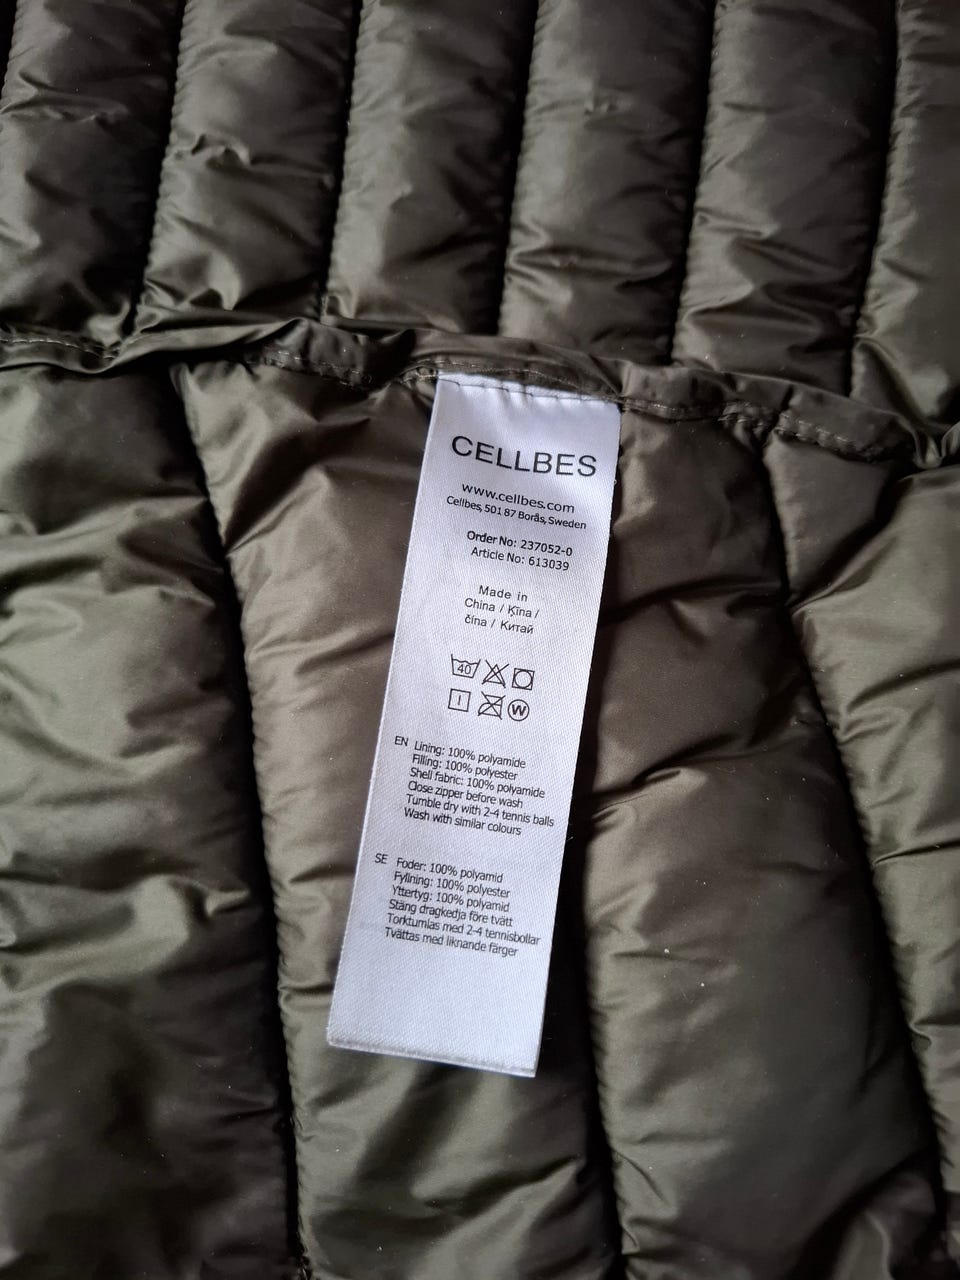 CELLBES
www.cellbes.com
Cellbes, 501 87 Borås, Sweden
Order No: 237052-0
Article No: 613039
Made in
China / Ķīna /
čína / Китай
40
I W
EN Lining: 100% polyamide
Filling: 100% polyester
Shell fabric: 100% polyamide
Close zipper before wash
Tumble dry with 2-4 tennis balls
Wash with similar colours
SE Foder: 100% polyamid
Fyllning: 100% polyester
Yttertyg: 100% polyamid
Stäng dragkedja före tvätt
Torktumlas med 2-4 tennisbollar
Tvättas med liknande färger